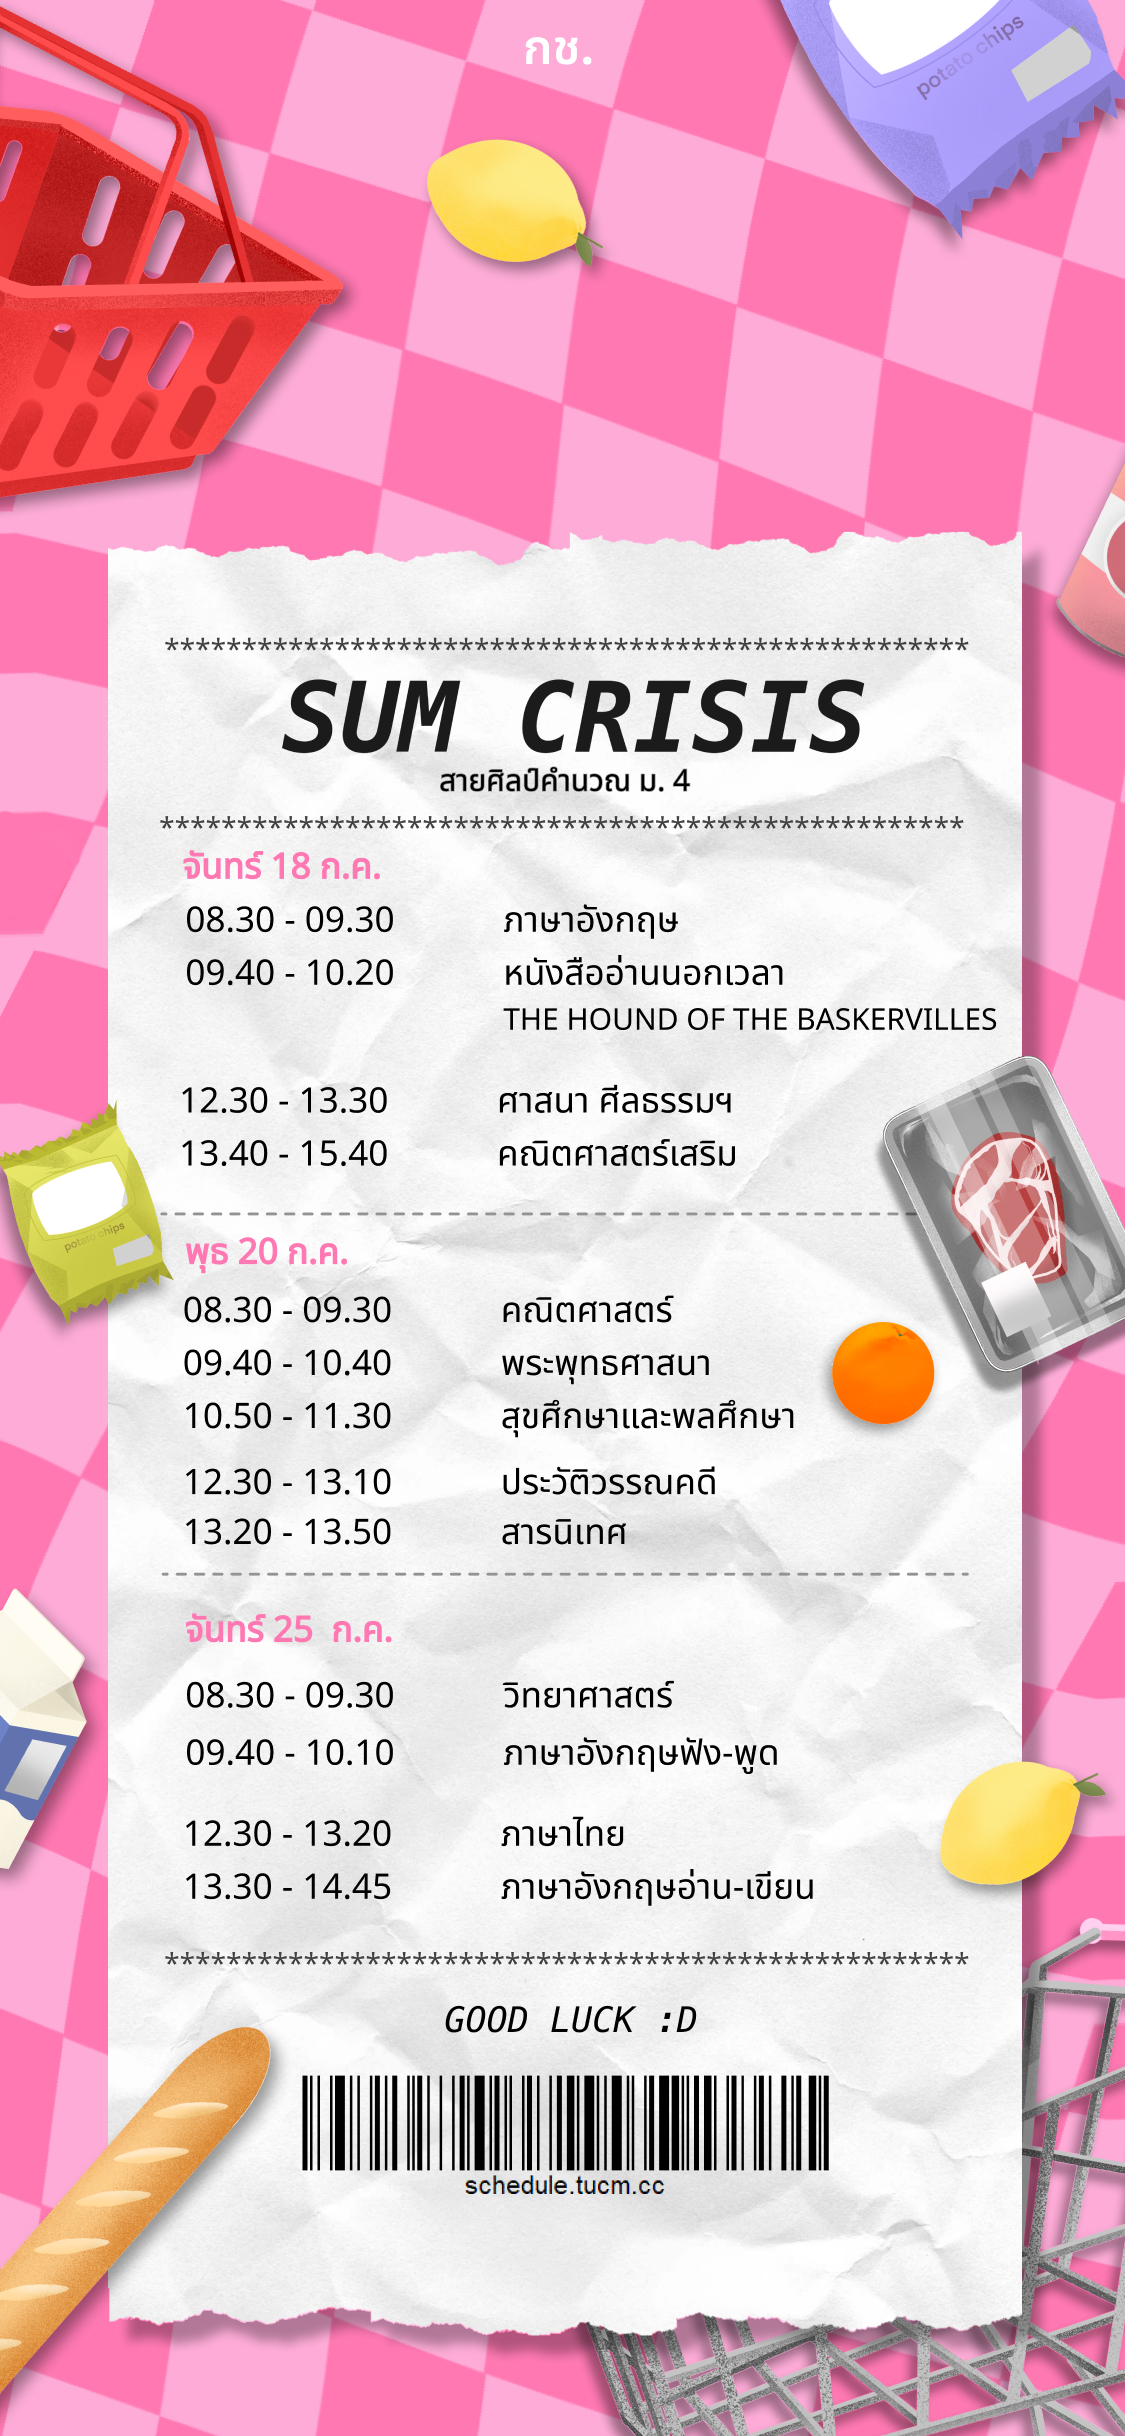 กช.
potato chips
****************************************************
SUM CRISIS
สายศิลป์คำนวณ ม. 4
****************************************************
จันทร์ 18 ก.ค.
08.30 - 09.30 ภาษาอังกฤษ
09.40 - 10.20 หนังสืออ่านนอกเวลา
THE HOUND OF THE BASKERVILLES
12.30 - 13.30 ศาสนา ศีลธรรมฯ
13.40 - 15.40 คณิตศาสตร์เสริม
potato chips
พุธ 20 ก.ค.
08.30 - 09.30 คณิตศาสตร์
09.40 - 10.40 พระพุทธศาสนา
10.50 - 11.30 สุขศึกษาและพลศึกษา
12.30 - 13.10 ประวัติวรรณคดี
13.20 - 13.50 สารนิเทศ
จันทร์ 25 ก.ค.
08.30 - 09.30 วิทยาศาสตร์
09.40 - 10.10 ภาษาอังกฤษฟัง-พูด
12.30 - 13.20 ภาษาไทย
13.30 - 14.45 ภาษาอังกฤษอ่าน-เขียน
****************************************************
GOOD LUCK :D
schedule.tucm.cc